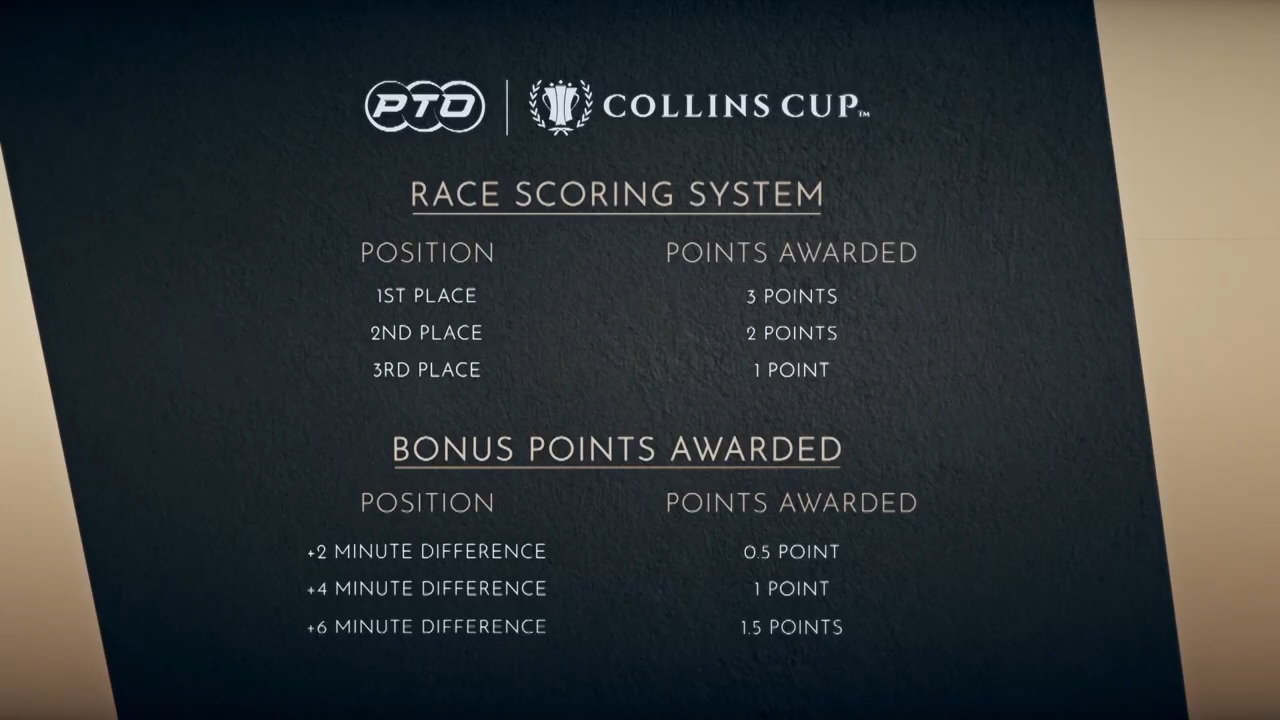 PTO COLLINS CUP™
RACE SCORING SYSTEM
POSITION POINTS AWARDED
1ST PLACE 3 POINTS
2ND PLACE 2 POINTS
3RD PLACE 1 POINT
BONUS POINTS AWARDED
POSITION POINTS AWARDED
+2 MINUTE DIFFERENCE 0.5 POINT
+4 MINUTE DIFFERENCE 1 POINT
+6 MINUTE DIFFERENCE 1.5 POINTS